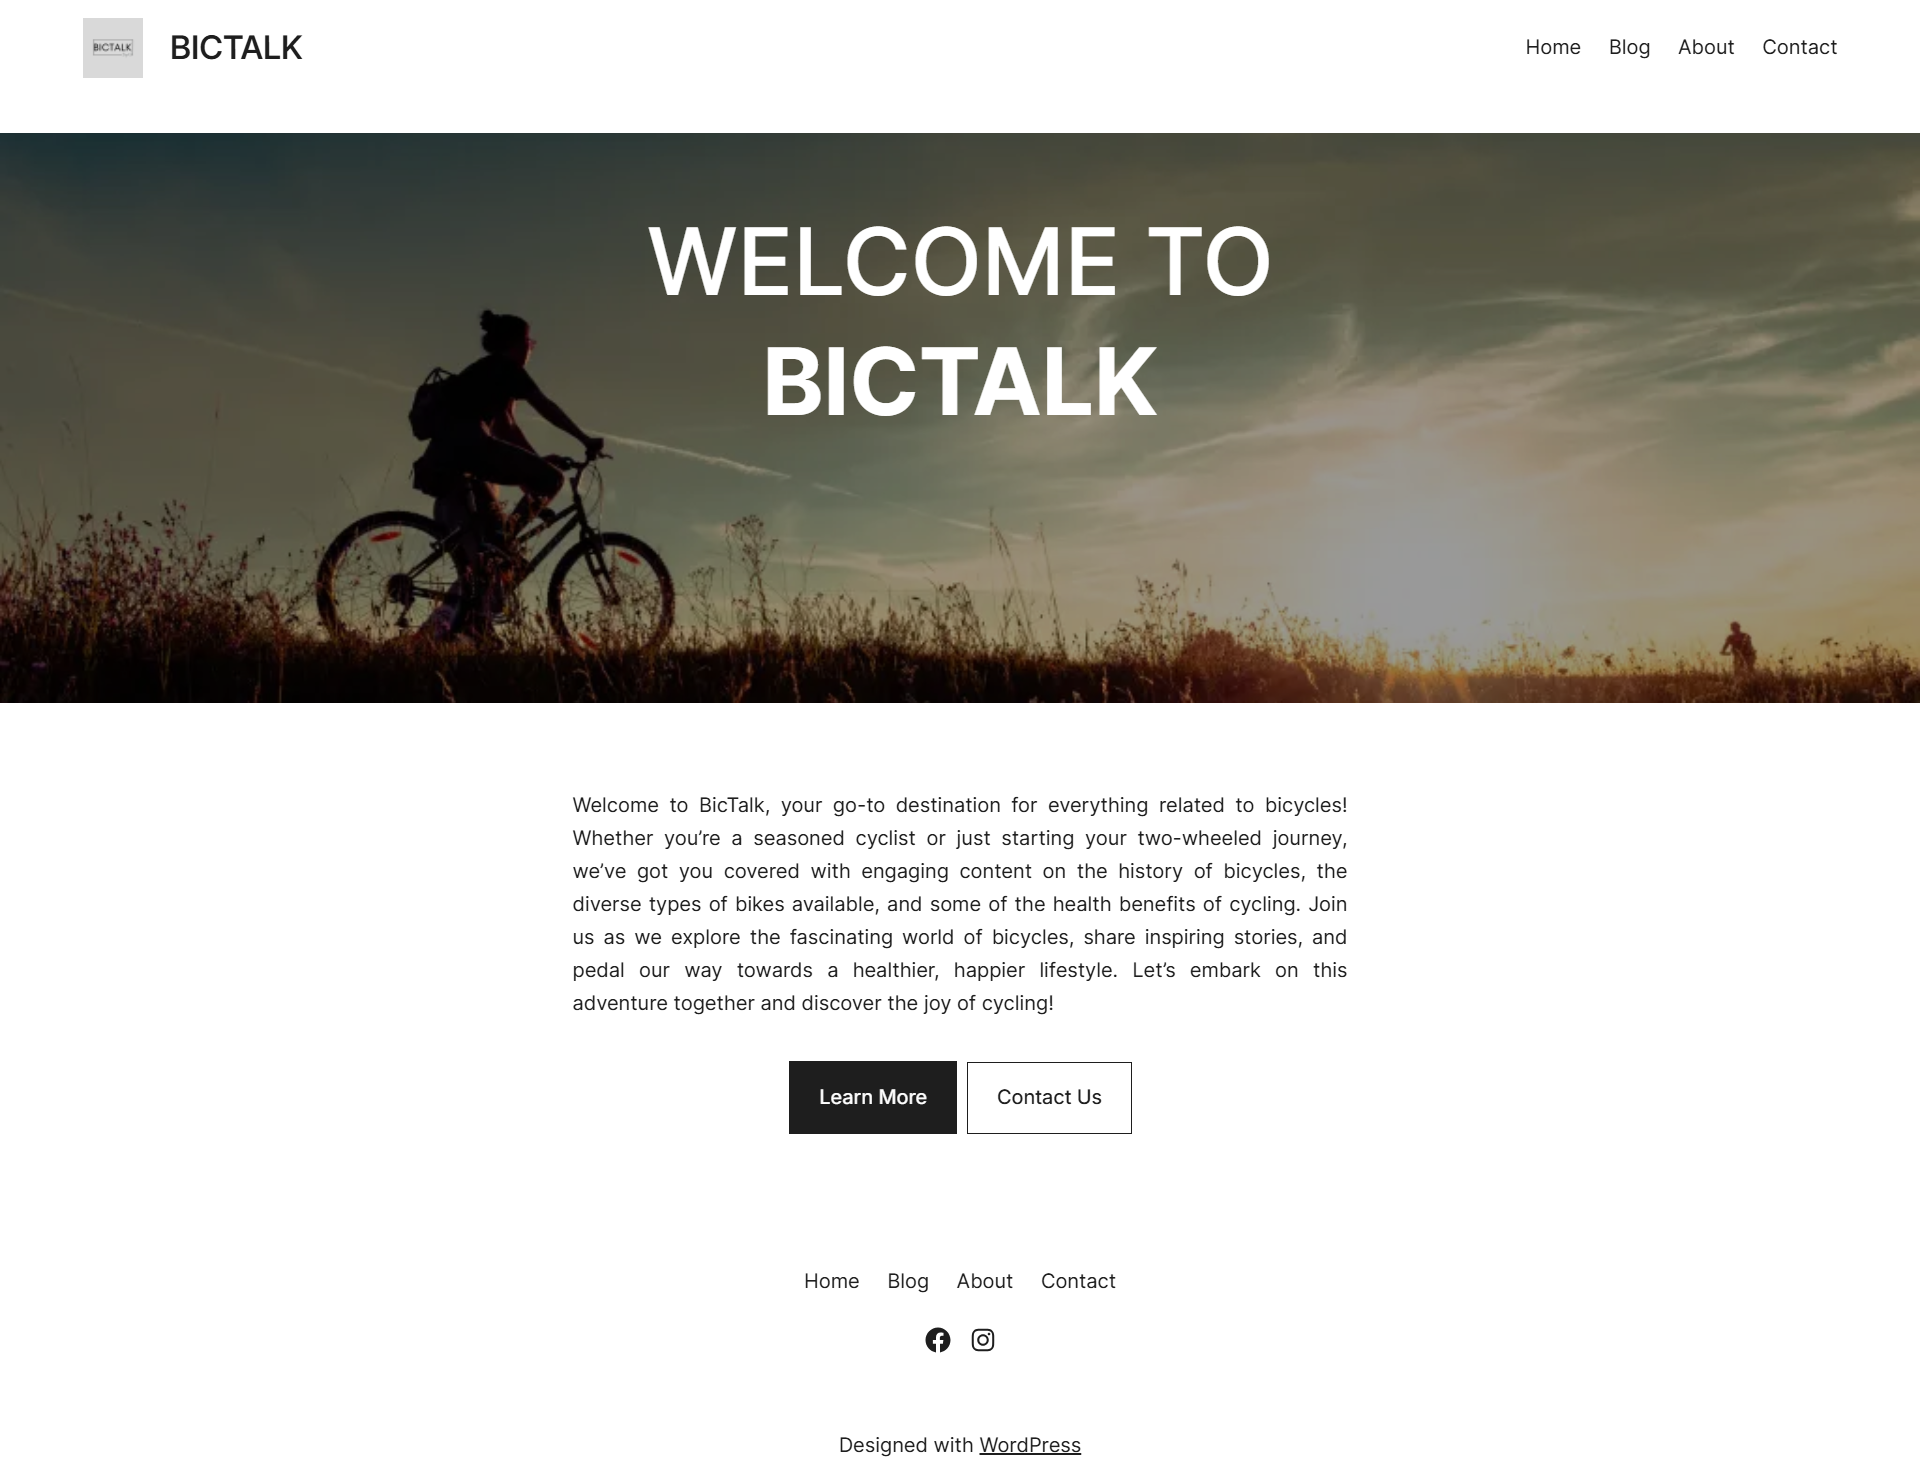 BICTALK
BICTALK
Home Blog About Contact
WELCOME TO
BICTALK
Welcome to BicTalk, your go-to destination for everything related to bicycles!
Whether you’re a seasoned cyclist or just starting your two-wheeled journey,
we’ve got you covered with engaging content on the history of bicycles, the
diverse types of bikes available, and some of the health benefits of cycling. Join
us as we explore the fascinating world of bicycles, share inspiring stories, and
pedal our way towards a healthier, happier lifestyle. Let’s embark on this
adventure together and discover the joy of cycling!
Learn More
Contact Us
Home Blog About Contact
Designed with WordPress